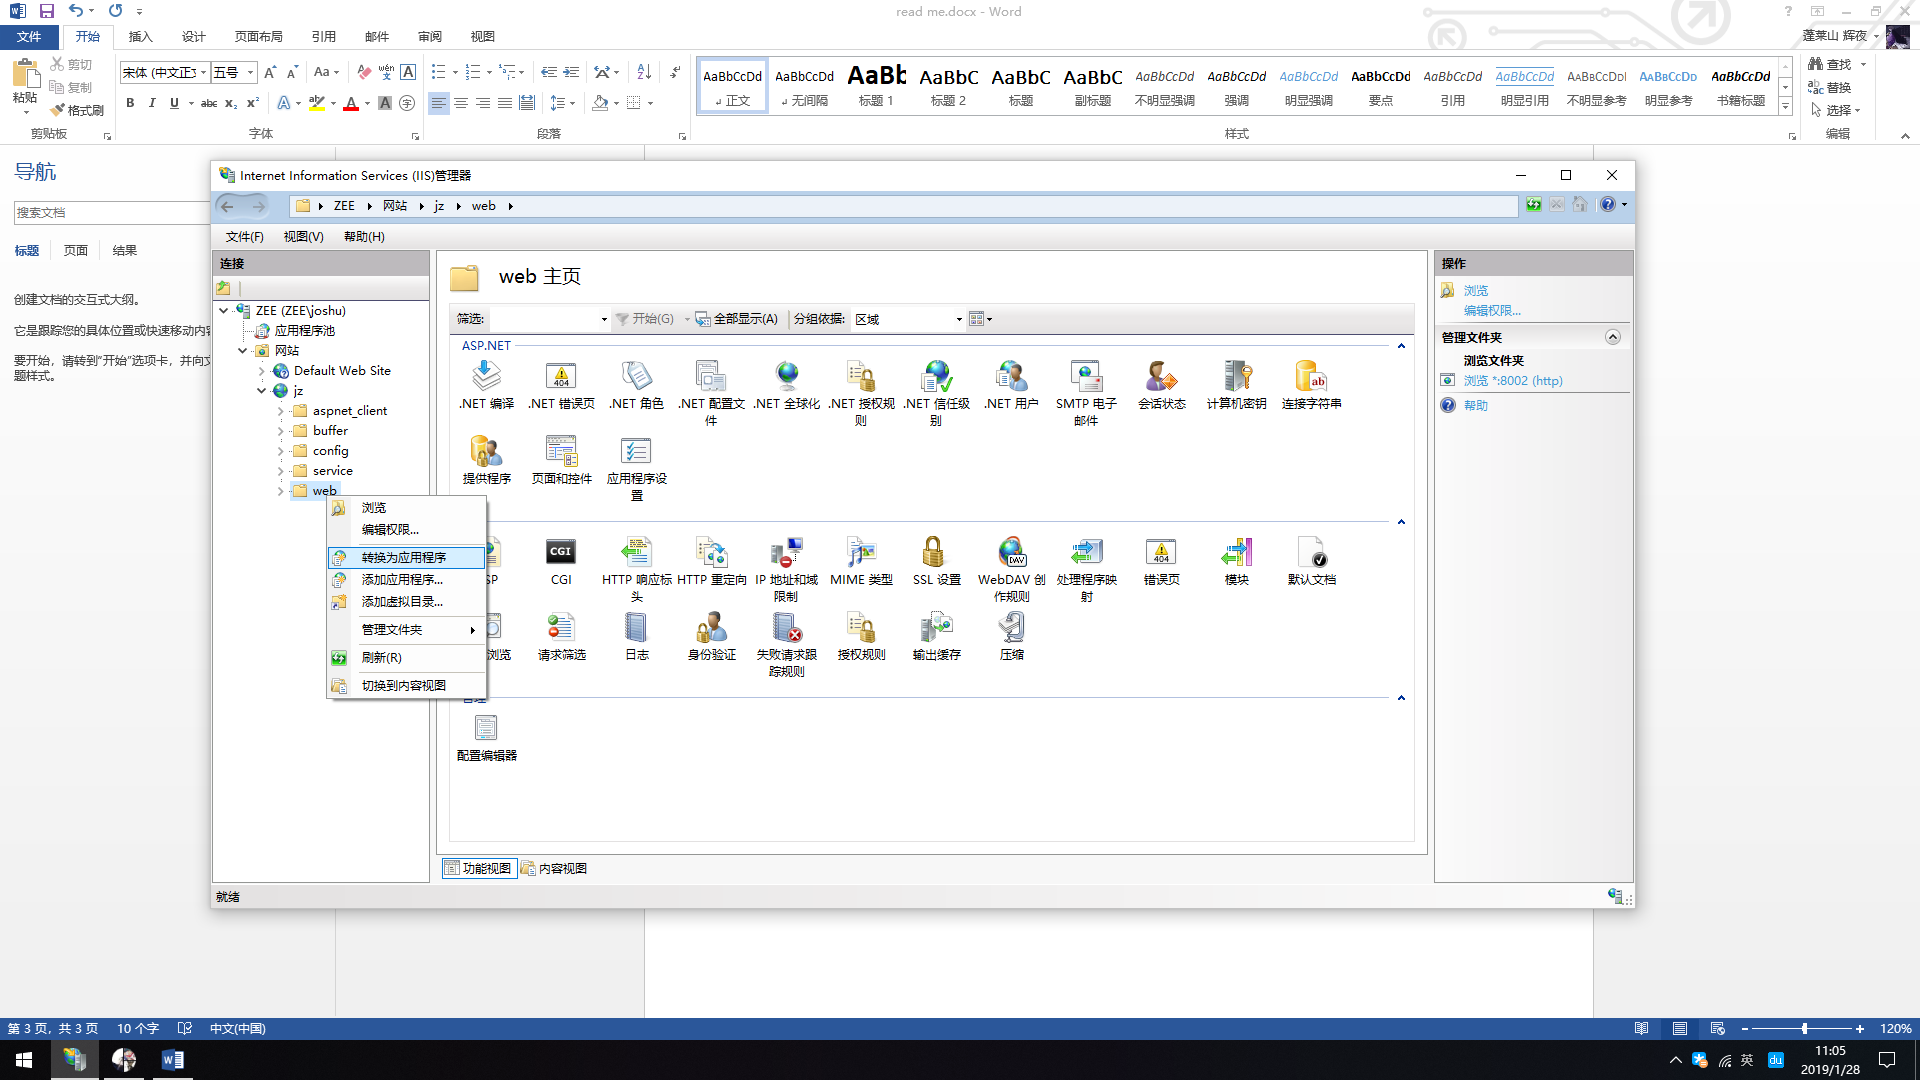 read me.docx - Word
文件 开始 插入 设计 页面布局 引用 邮件 审阅 视图
蓬莱山 辉夜
粘贴
剪切
复制
格式刷
剪贴板
宋体 (中文正文
五号
字体
段落
AaBbCcDd AaBbCcDd AaBb AaBbC AaBbC AaBbC AaBbCcDd AaBbCcDd AaBbCcDd AaBbCcDd AaBbCcDd AaBbCcDd AaBbCcDd AaBbCcDd AaBbCcDd
正文 无间隔 标题 1 标题 2 标题 副标题 不明显强调 强调 明显强调 要点 引用 明显引用 不明显参考 明显参考 书籍标题
样式
查找
替换
选择
编辑
导航
搜索文档
标题 页面 结果
创建文档的交互式大纲。
它是跟踪您的具体位置或快速移动内容
要开始，请转到“开始”选项卡，并向文
题样式。
Internet Information Services (IIS)管理器
ZEE 网站 jz web
文件(F) 视图(V) 帮助(H)
连接
ZEE (ZEE\joshu)
应用程序池
网站
Default Web Site
jz
aspnet_client
buffer
config
service
web
浏览
编辑权限...
转换为应用程序
添加应用程序...
添加虚拟目录...
管理文件夹
刷新(R)
切换到内容视图
web 主页
筛选: 开始(G) 全部显示(A) 分组依据: 区域
ASP.NET
.NET 编译 .NET 错误页 .NET 角色 .NET 配置文件 .NET 全球化 .NET 授权规则 .NET 信任级别 .NET 用户 SMTP 电子邮件 会话状态 计算机密钥 连接字符串
提供程序 页面和控件 应用程序设置
SP CGI HTTP 响应标头 HTTP 重定向 IP 地址和域限制 MIME 类型 SSL 设置 WebDAV 创作规则 处理程序映射 错误页 模块 默认文档
浏览 请求筛选 日志 身份验证 失败请求跟踪规则 授权规则 输出缓存 压缩
管理
配置编辑器
功能视图 内容视图
操作
浏览
编辑权限...
管理文件夹
浏览文件夹
浏览 *:8002 (http)
帮助
就绪
第 3 页，共 3 页 10 个字 中文(中国)
120%
英 du
11:05
2019/1/28